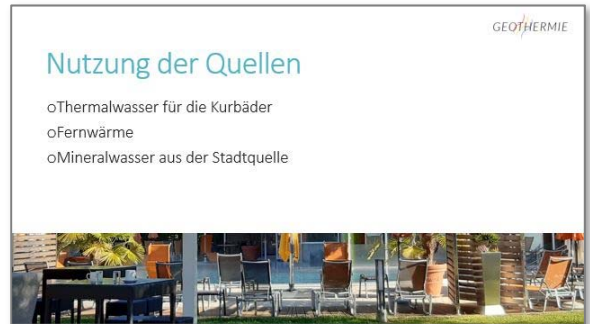 GEOTHERMIE
Nutzung der Quellen
oThermalwasser für die Kurbäder
oFernwärme
oMineralwasser aus der Stadtquelle